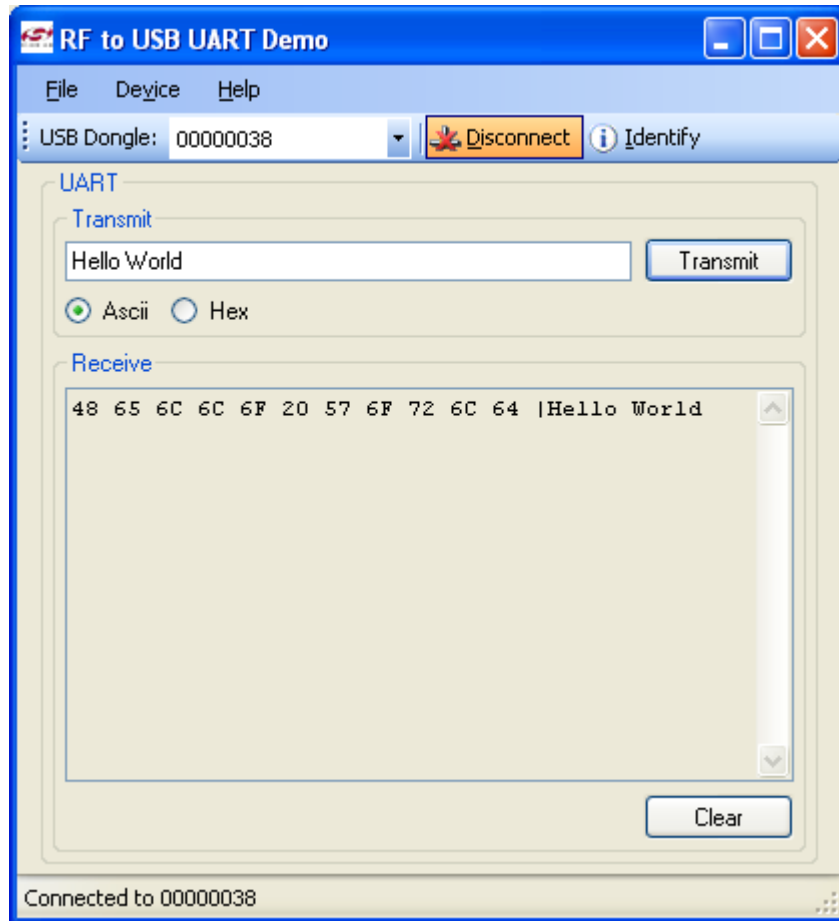 RF to USB UART Demo
File Device Help
USB Dongle: 00000038 Disconnect Identify
UART
Transmit
Hello World Transmit
Ascii Hex
Receive
48 65 6C 6C 6F 20 57 6F 72 6C 64 |Hello World
Clear
Connected to 00000038